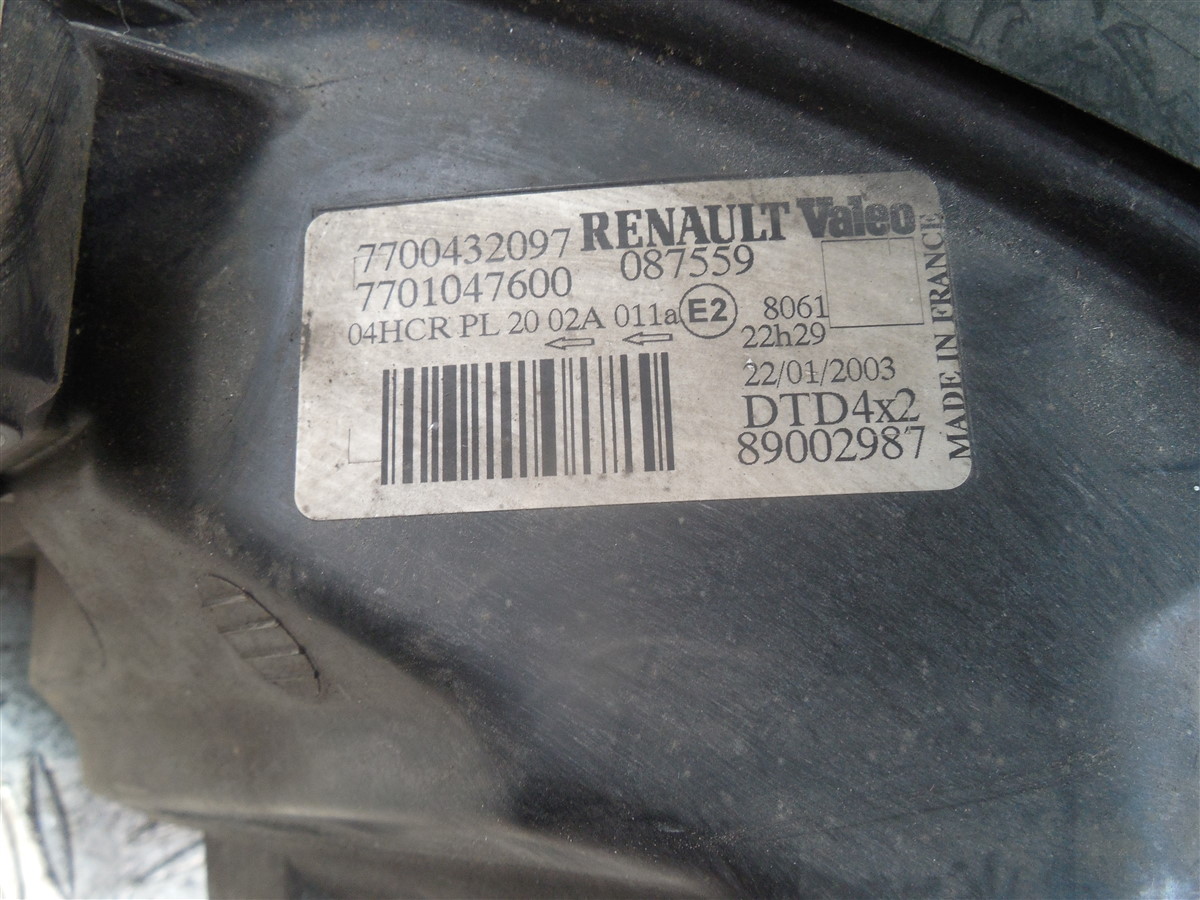 7700432097 RENAULT Valeo
7701047600 087559
04HCR PL 20 02A 011a E2 8061
22h29
22/01/2003
DTD4x2
89002987
MADE IN FRANCE